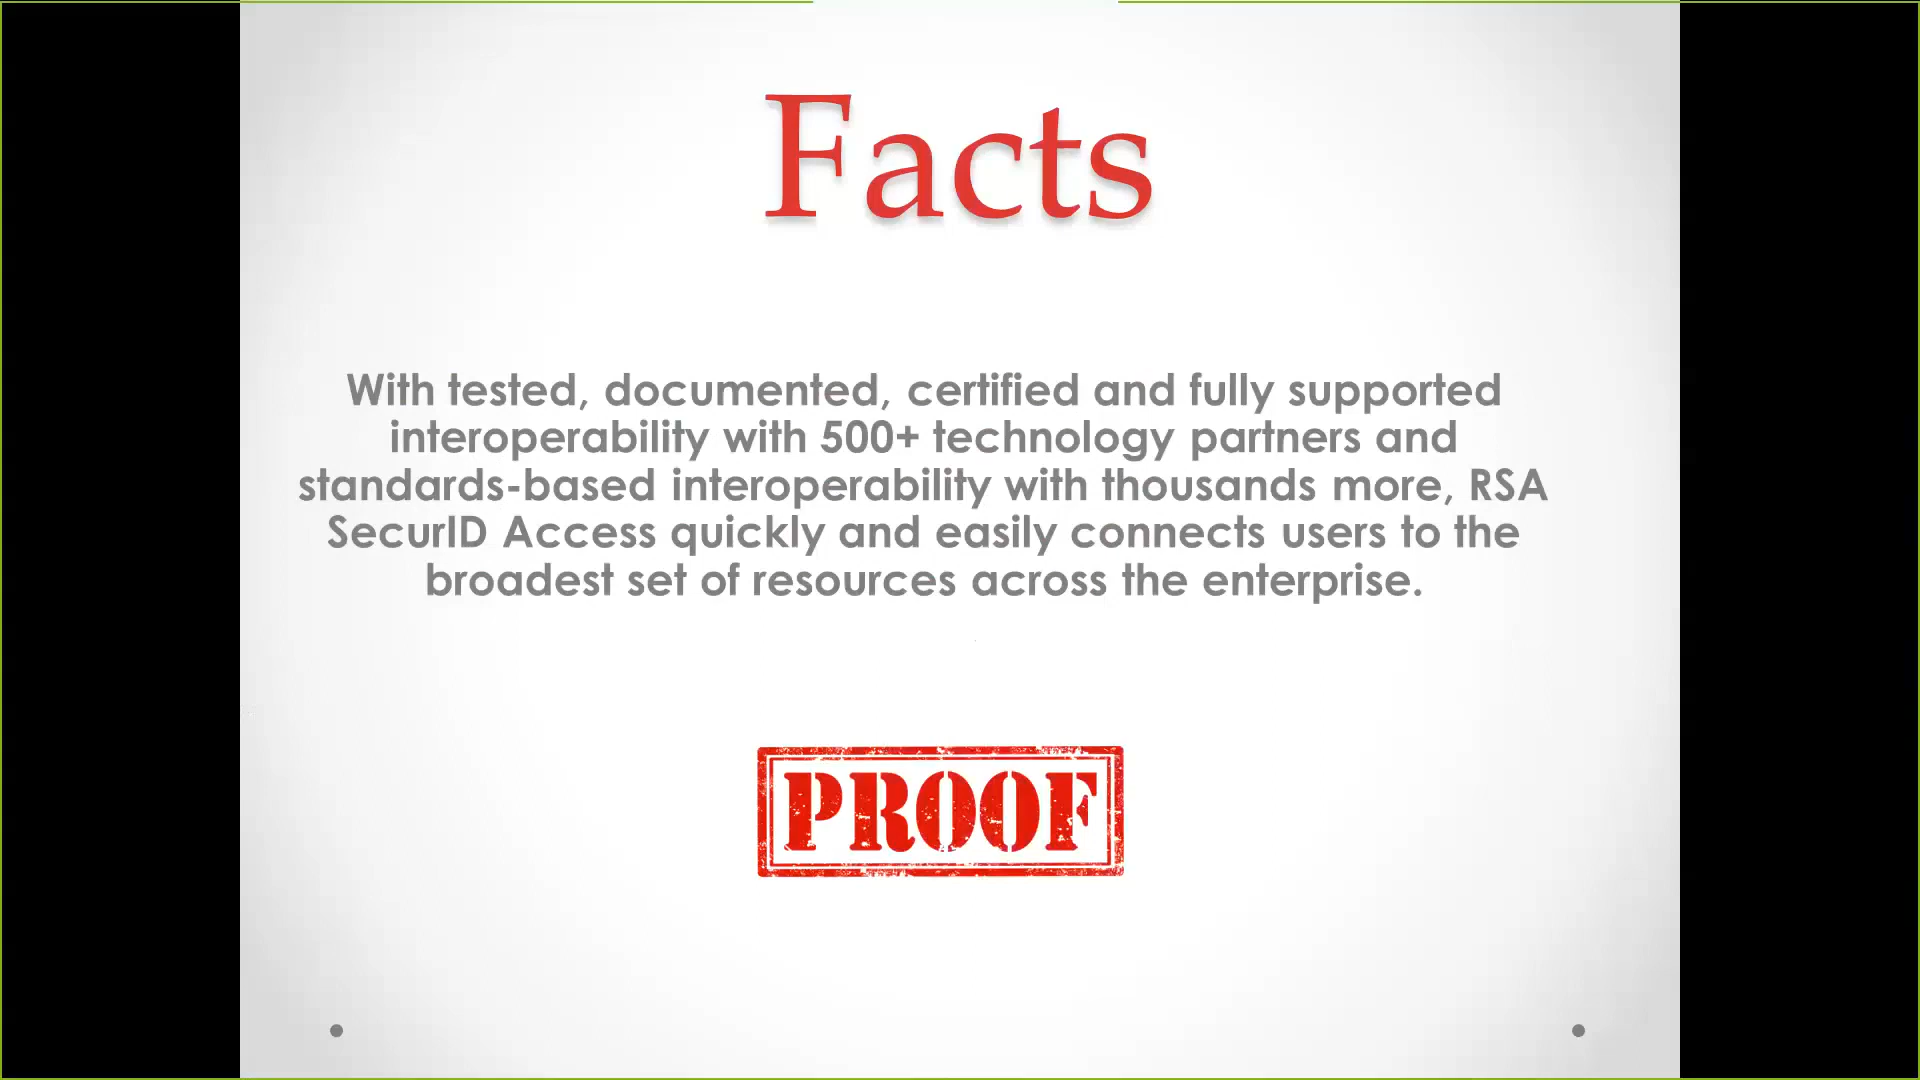 Facts
With tested, documented, certified and fully supported
interoperability with 500+ technology partners and
standards-based interoperability with thousands more, RSA
SecurID Access quickly and easily connects users to the
broadest set of resources across the enterprise.
PROOF